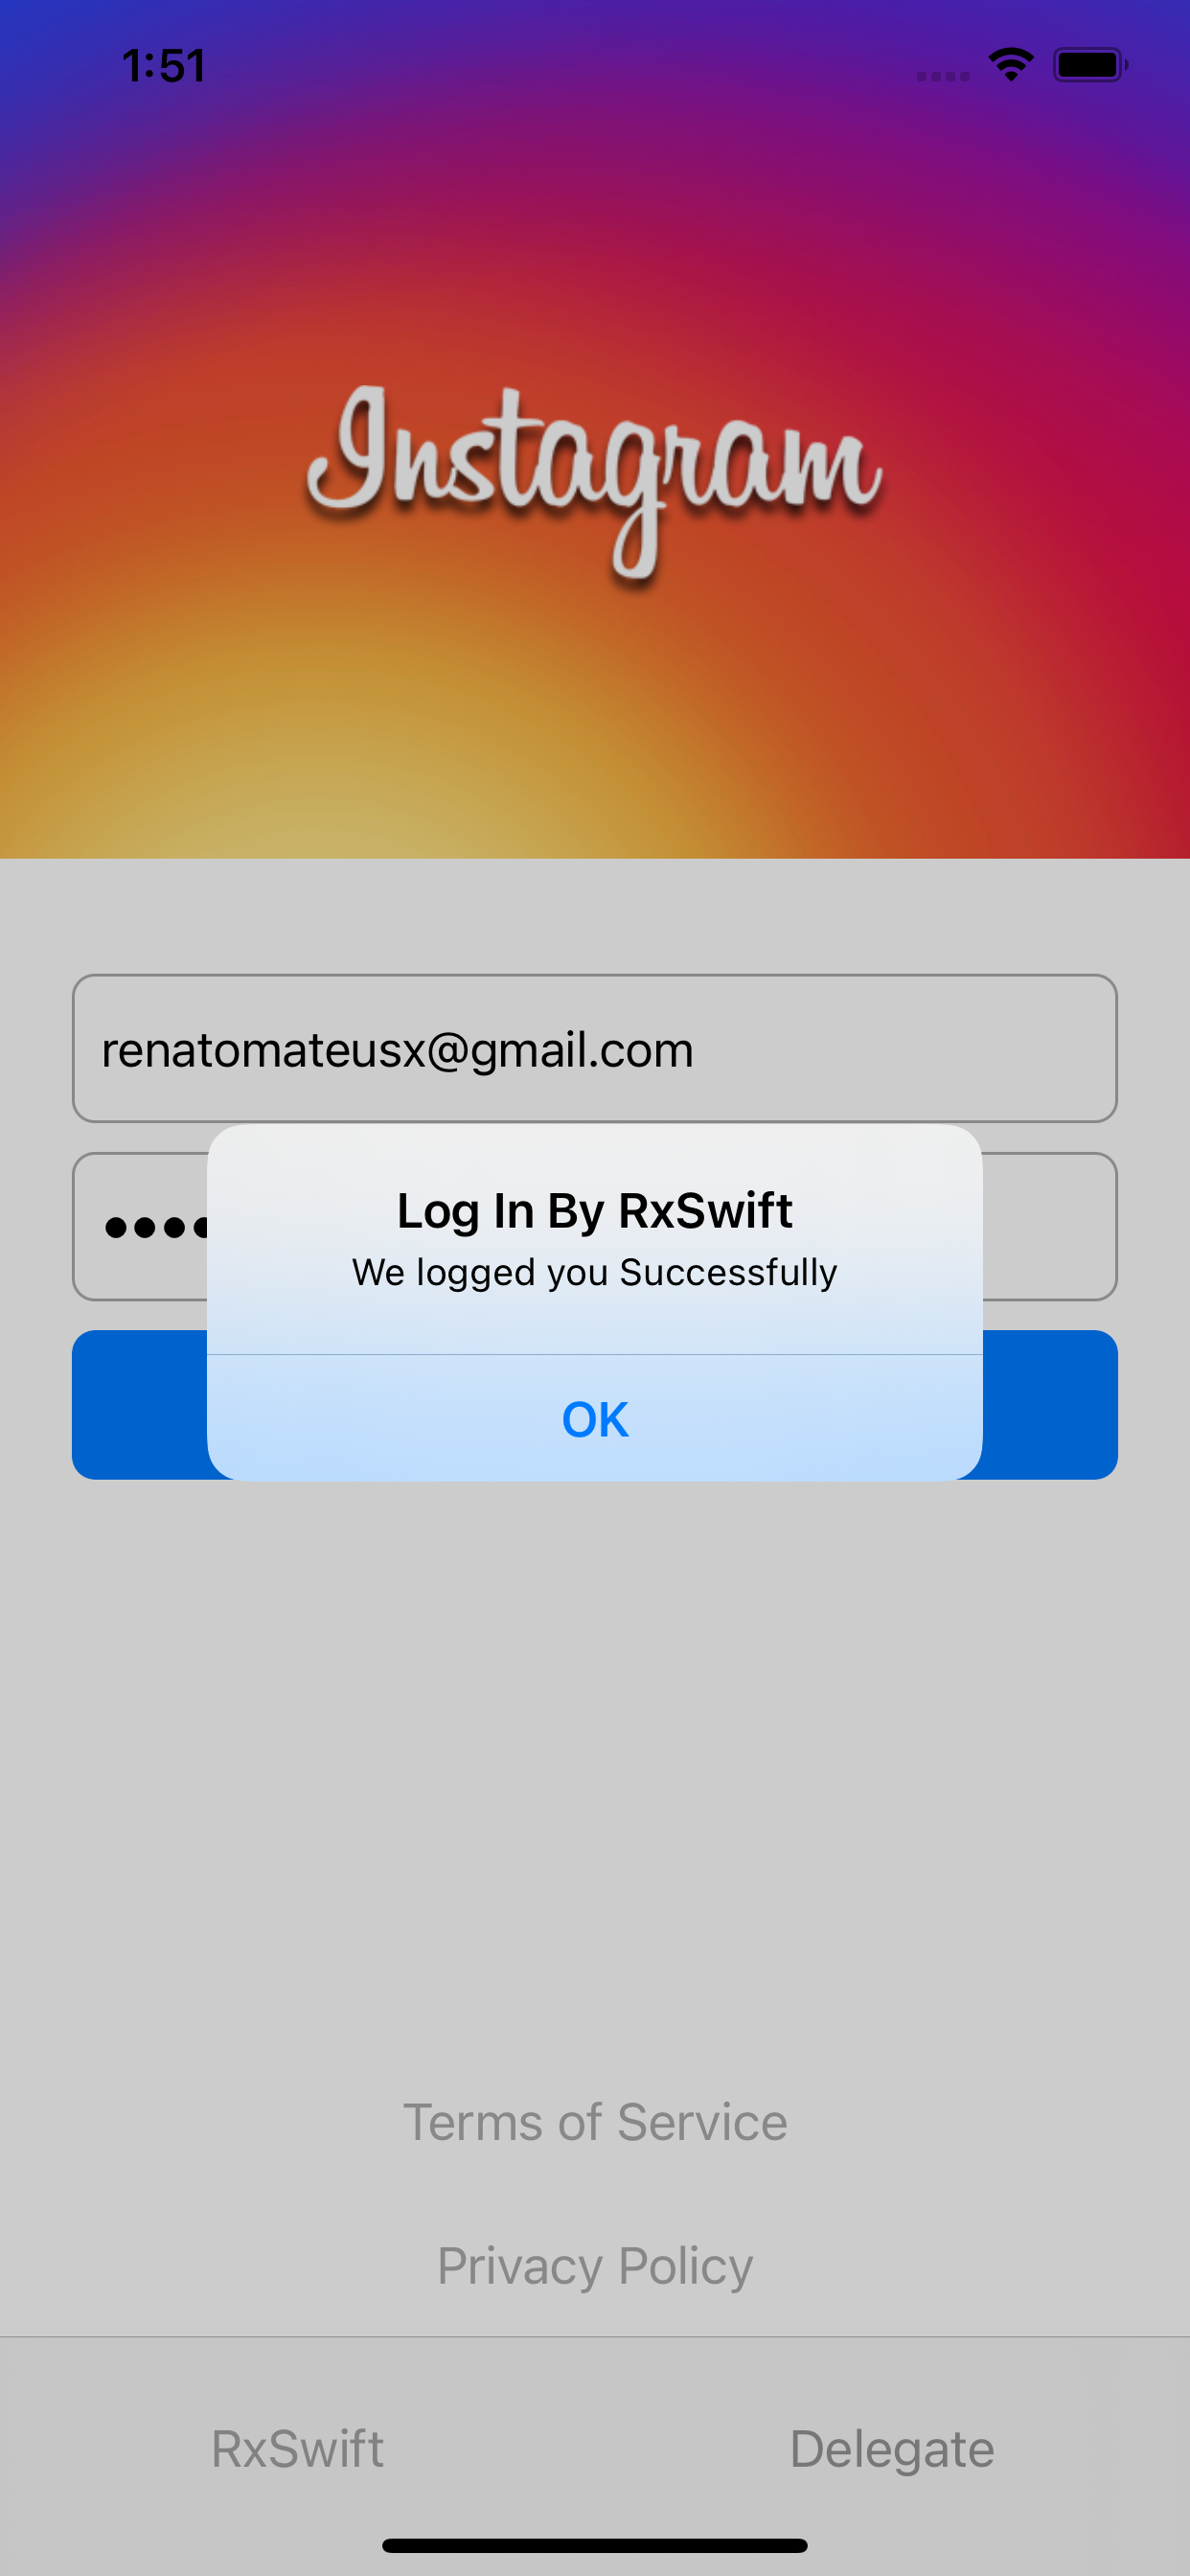 1:51
Instagram
renatomateusx@gmail.com
••••
Log In By RxSwift
We logged you Successfully
OK
Terms of Service
Privacy Policy
RxSwift
Delegate